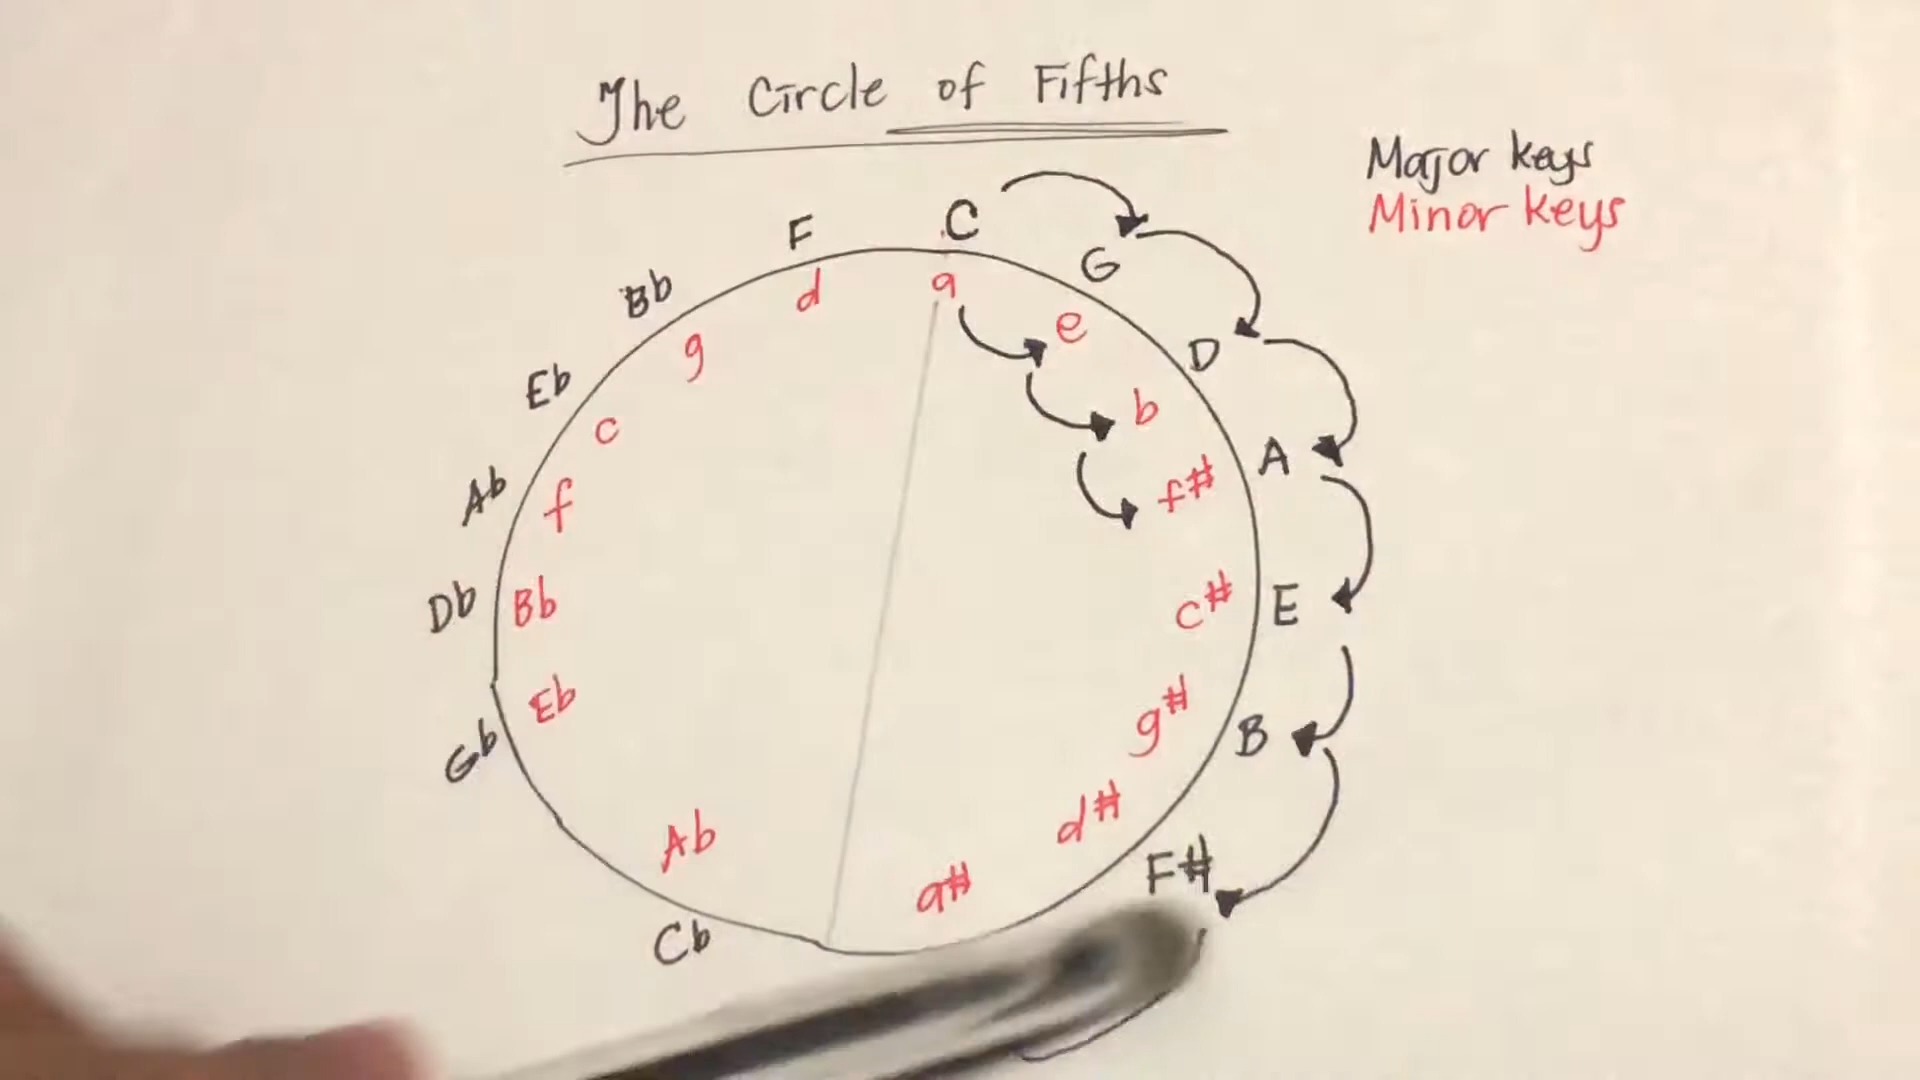 The Circle of Fifths
Major keys
Minor keys
C
G
D
A
E
B
F#
Cb
Gb
Db
Ab
Eb
Bb
F
a
e
b
f#
c#
g#
d#
a#
Ab
Eb
Bb
f
c
g
d